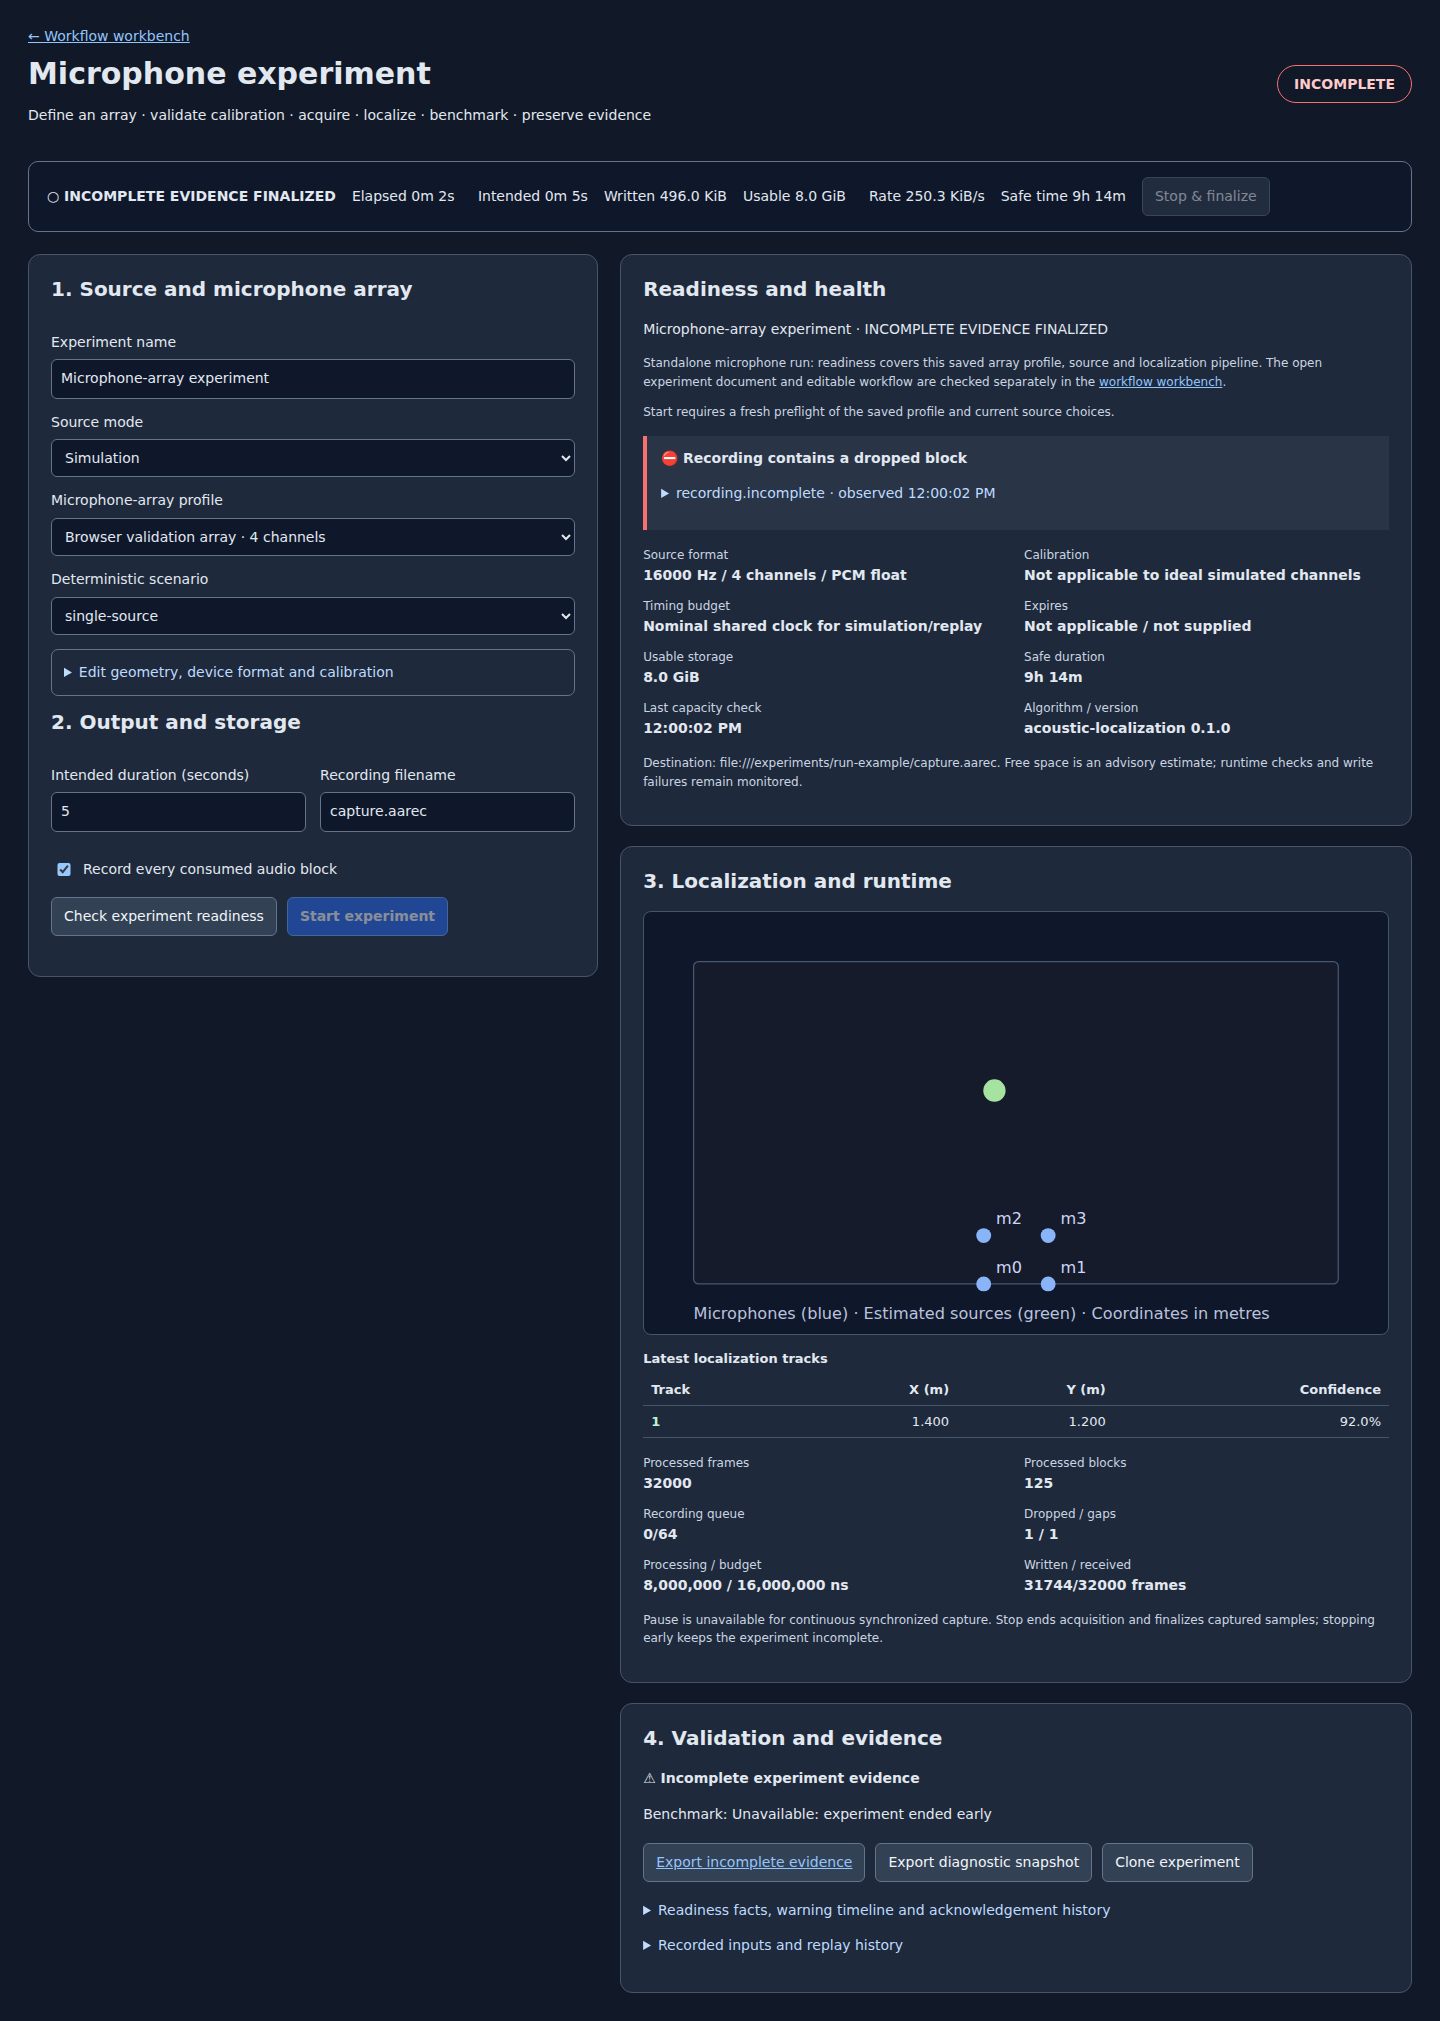 ← Workflow workbench
Microphone experiment
INCOMPLETE
Define an array · validate calibration · acquire · localize · benchmark · preserve evidence
○ INCOMPLETE EVIDENCE FINALIZED Elapsed 0m 2s Intended 0m 5s Written 496.0 KiB Usable 8.0 GiB Rate 250.3 KiB/s Safe time 9h 14m Stop & finalize
1. Source and microphone array
Experiment name
Microphone-array experiment
Source mode
Simulation
Microphone-array profile
Browser validation array · 4 channels
Deterministic scenario
single-source
▶ Edit geometry, device format and calibration
2. Output and storage
Intended duration (seconds) Recording filename
5 capture.aarec
Record every consumed audio block
Check experiment readiness Start experiment
Readiness and health
Microphone-array experiment · INCOMPLETE EVIDENCE FINALIZED
Standalone microphone run: readiness covers this saved array profile, source and localization pipeline. The open
experiment document and editable workflow are checked separately in the workflow workbench.
Start requires a fresh preflight of the saved profile and current source choices.
⛔ Recording contains a dropped block
▶ recording.incomplete · observed 12:00:02 PM
Source format Calibration
16000 Hz / 4 channels / PCM float Not applicable to ideal simulated channels
Timing budget Expires
Nominal shared clock for simulation/replay Not applicable / not supplied
Usable storage Safe duration
8.0 GiB 9h 14m
Last capacity check Algorithm / version
12:00:02 PM acoustic-localization 0.1.0
Destination: file:///experiments/run-example/capture.aarec. Free space is an advisory estimate; runtime checks and write
failures remain monitored.
3. Localization and runtime
m2 m3
m0 m1
Microphones (blue) · Estimated sources (green) · Coordinates in metres
Latest localization tracks
Track X (m) Y (m) Confidence
1 1.400 1.200 92.0%
Processed frames Processed blocks
32000 125
Recording queue Dropped / gaps
0/64 1 / 1
Processing / budget Written / received
8,000,000 / 16,000,000 ns 31744/32000 frames
Pause is unavailable for continuous synchronized capture. Stop ends acquisition and finalizes captured samples; stopping
early keeps the experiment incomplete.
4. Validation and evidence
⚠ Incomplete experiment evidence
Benchmark: Unavailable: experiment ended early
Export incomplete evidence Export diagnostic snapshot Clone experiment
▶ Readiness facts, warning timeline and acknowledgement history
▶ Recorded inputs and replay history